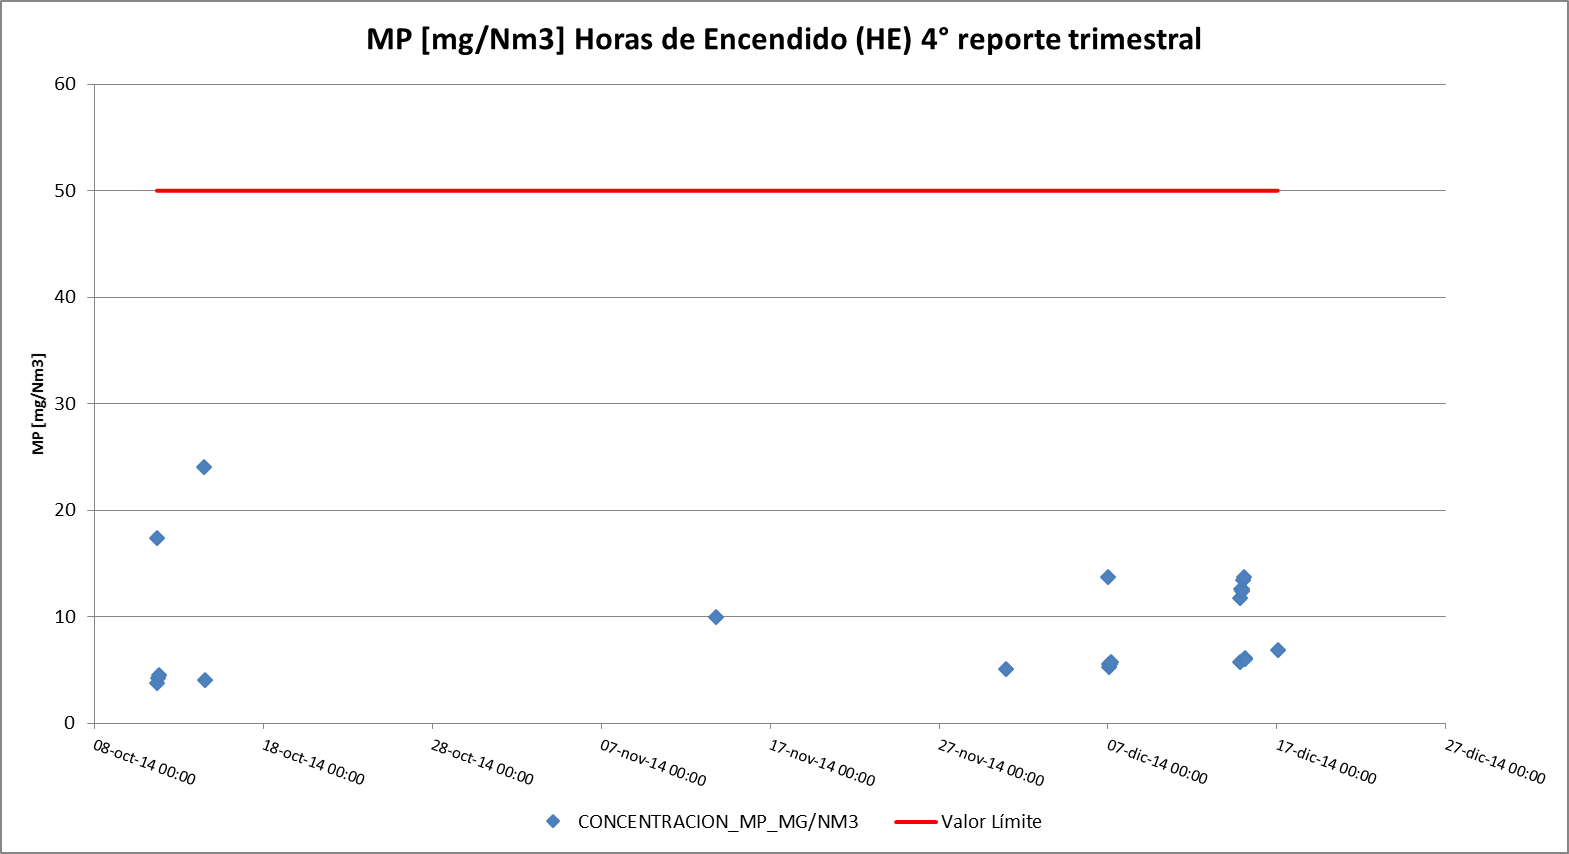 MP [mg/Nm3] Horas de Encendido (HE) 4° reporte trimestral
60
50
40
30
20
10
0
MP [mg/Nm3]
08-oct-14 00:00
18-oct-14 00:00
28-oct-14 00:00
07-nov-14 00:00
17-nov-14 00:00
27-nov-14 00:00
07-dic-14 00:00
17-dic-14 00:00
27-dic-14 00:00
CONCENTRACION_MP_MG/NM3
Valor Límite